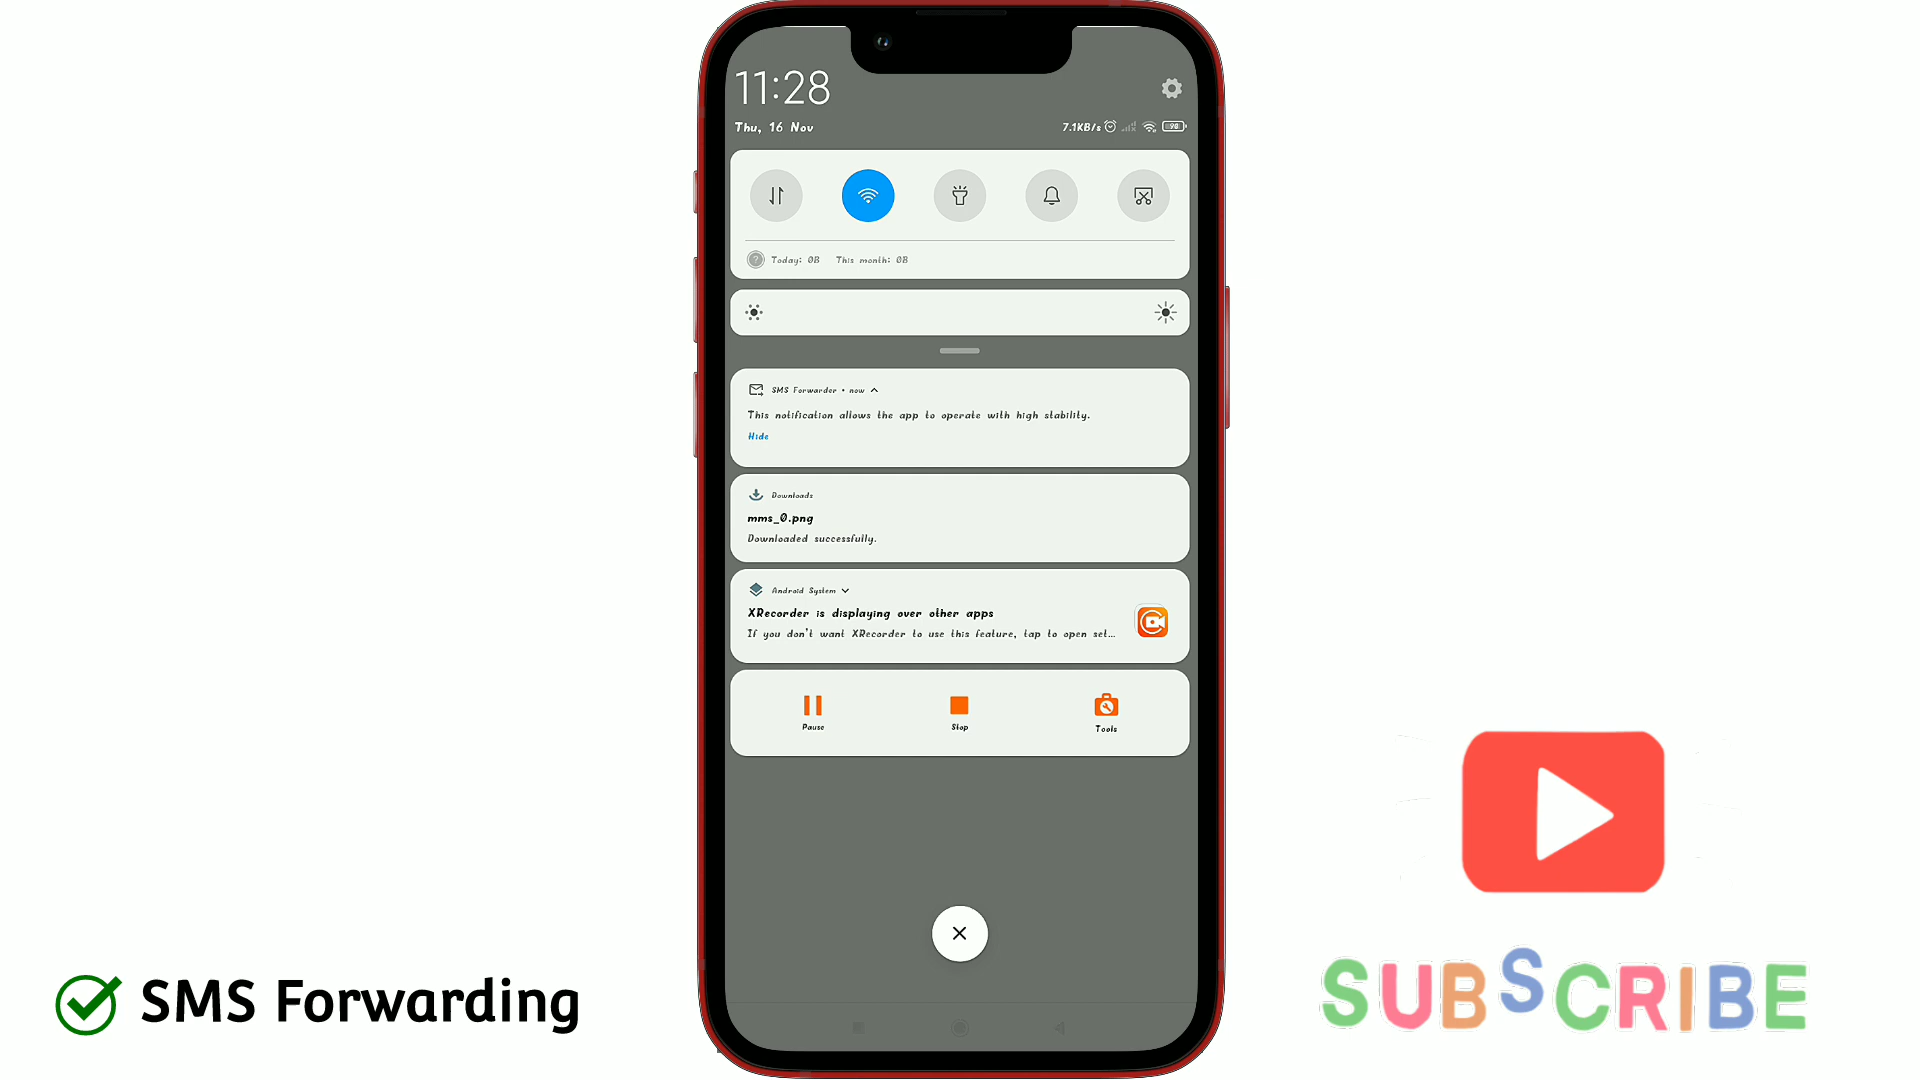 11:28
Thu, 16 Nov
7.1KB/s
98
Today: 0B This month: 0B
SMS Forwarder • now
This notification allows the app to operate with high stability.
Hide
Downloads
mms_0.png
Downloaded successfully.
Android System
XRecorder is displaying over other apps
If you don't want XRecorder to use this feature, tap to open set...
Pause
Stop
Tools
SMS Forwarding
SUBSCRIBE